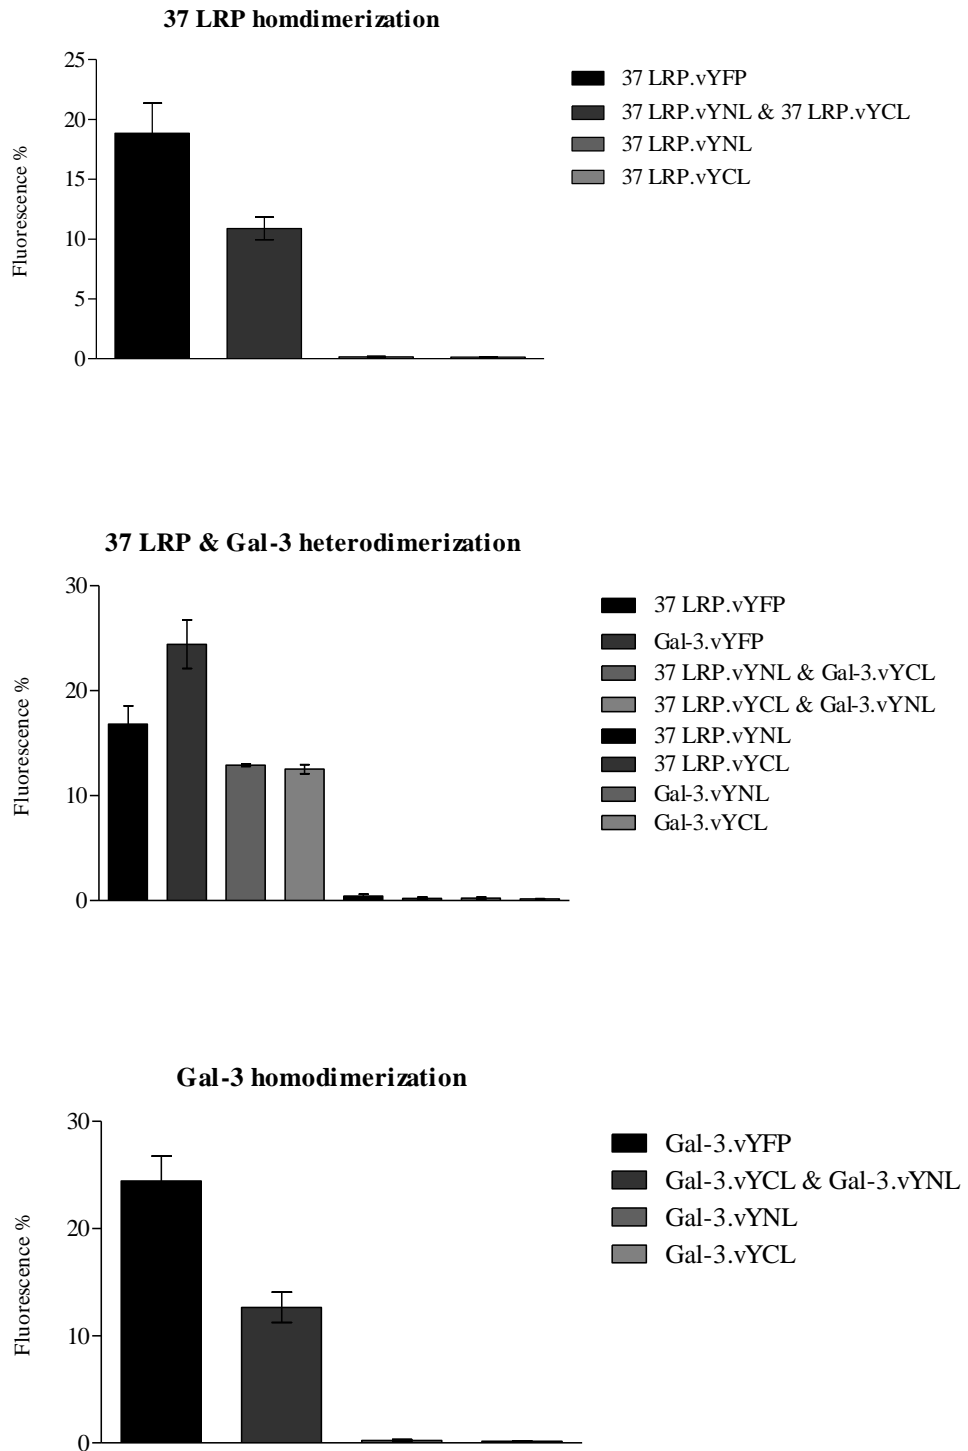 37 LRP homdimerization
Fluorescence %
25
20
15
10
5
0
37 LRP.vYFP
37 LRP.vYNL & 37 LRP.vYCL
37 LRP.vYNL
37 LRP.vYCL
37 LRP & Gal-3 heterodimerization
Fluorescence %
30
20
10
0
37 LRP.vYFP
Gal-3.vYFP
37 LRP.vYNL & Gal-3.vYCL
37 LRP.vYCL & Gal-3.vYNL
37 LRP.vYNL
37 LRP.vYCL
Gal-3.vYNL
Gal-3.vYCL
Gal-3 homodimerization
Fluorescence %
30
20
10
0
Gal-3.vYFP
Gal-3.vYCL & Gal-3.vYNL
Gal-3.vYNL
Gal-3.vYCL